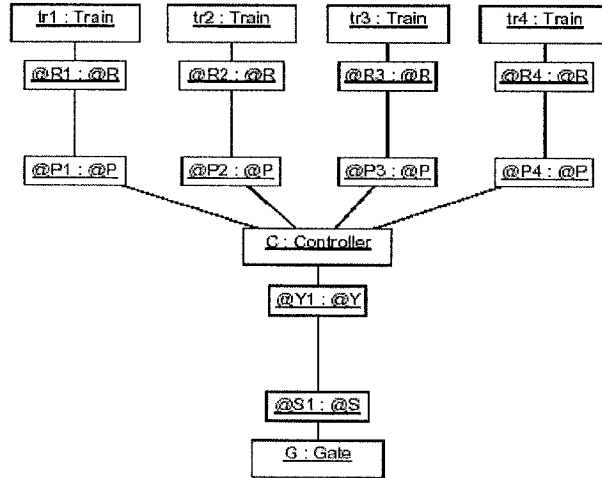 tr1 : Train
tr2 : Train
tr3 : Train
tr4 : Train
@R1 : @R
@R2 : @R
@R3 : @R
@R4 : @R
@P1 : @P
@P2 : @P
@P3 : @P
@P4 : @P
C : Controller
@Y1 : @Y
@S1 : @S
G : Gate